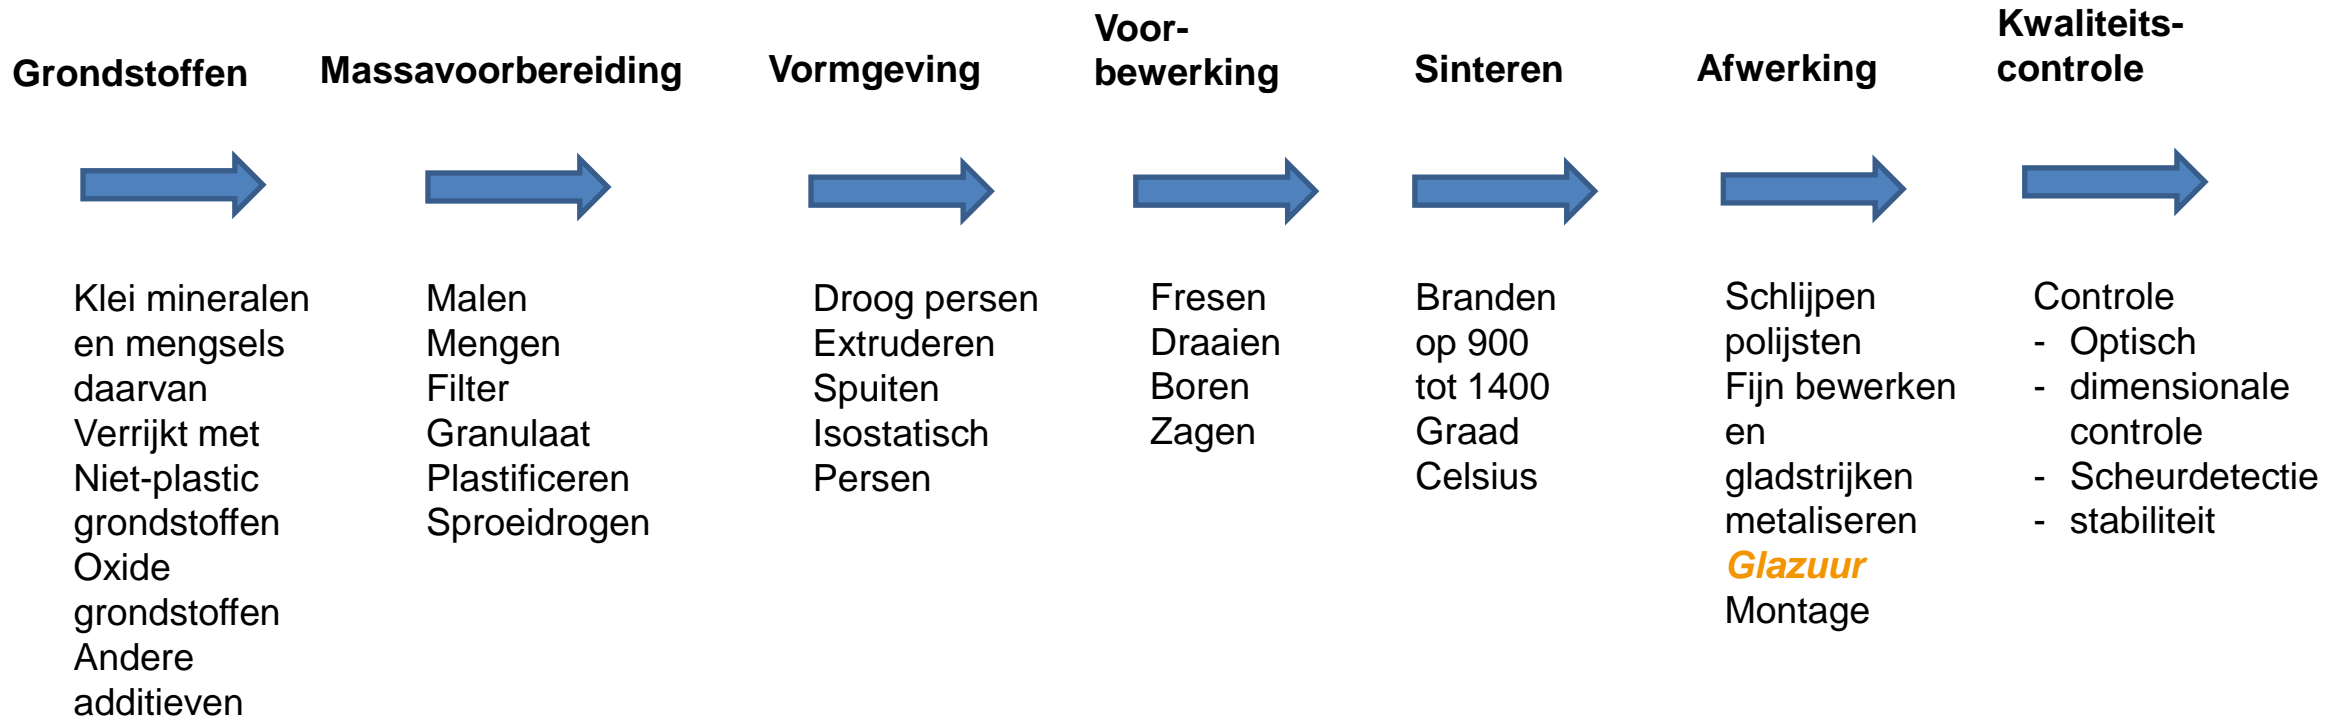 Grondstoffen
Klei mineralen
en mengsels
daarvan
Verrijkt met
Niet-plastic
grondstoffen
Oxide
grondstoffen
Andere
additieven
Massavoorbereiding
Malen
Mengen
Filter
Granulaat
Plastificeren
Sproeidrogen
Vormgeving
Droog persen
Extruderen
Spuiten
Isostatisch
Persen
Voor-
bewerking
Fresen
Draaien
Boren
Zagen
Sinteren
Branden
op 900
tot 1400
Graad
Celsius
Afwerking
Schlijpen
polijsten
Fijn bewerken
en
gladstrijken
metaliseren
Glazuur
Montage
Kwaliteits-
controle
Controle
- Optisch
- dimensionale
controle
- Scheurdetectie
- stabiliteit